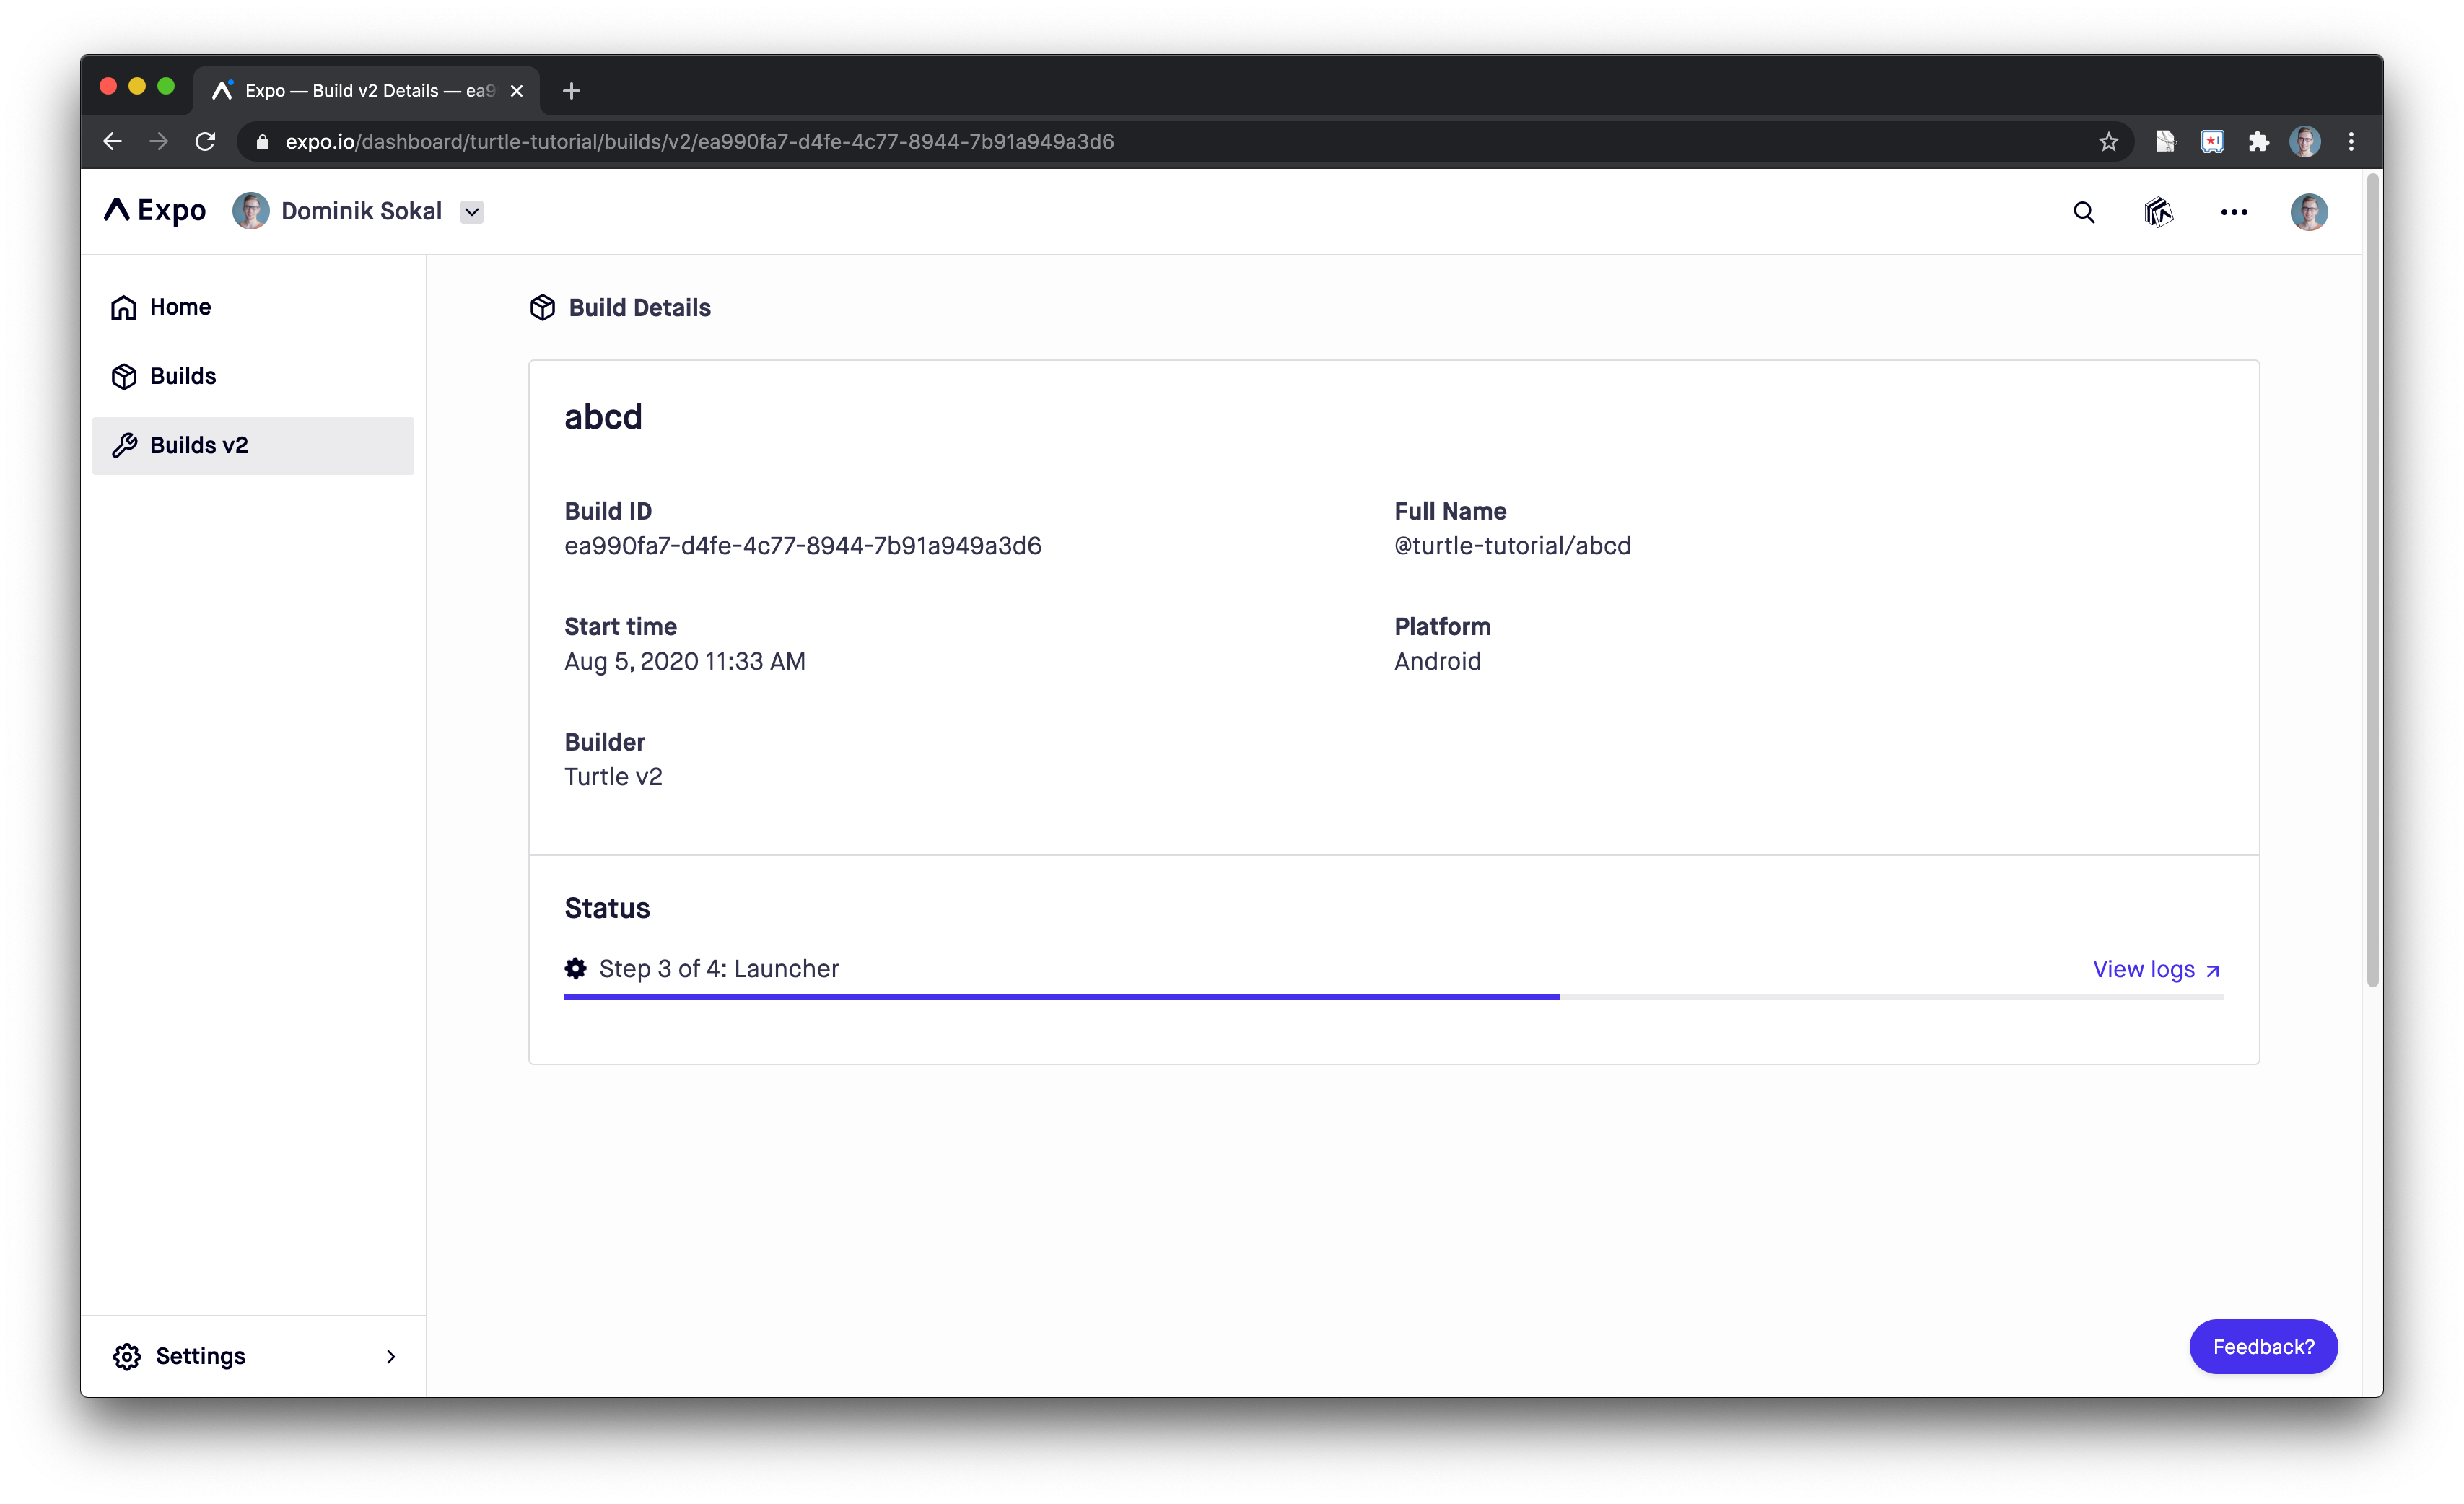 Expo — Build v2 Details — ea9
expo.io/dashboard/turtle-tutorial/builds/v2/ea990fa7-d4fe-4c77-8944-7b91a949a3d6
Expo
Dominik Sokal
Home
Builds
Builds v2
Settings
Build Details
abcd
Build ID
ea990fa7-d4fe-4c77-8944-7b91a949a3d6
Full Name
@turtle-tutorial/abcd
Start time
Aug 5, 2020 11:33 AM
Platform
Android
Builder
Turtle v2
Status
Step 3 of 4: Launcher
View logs
Feedback?